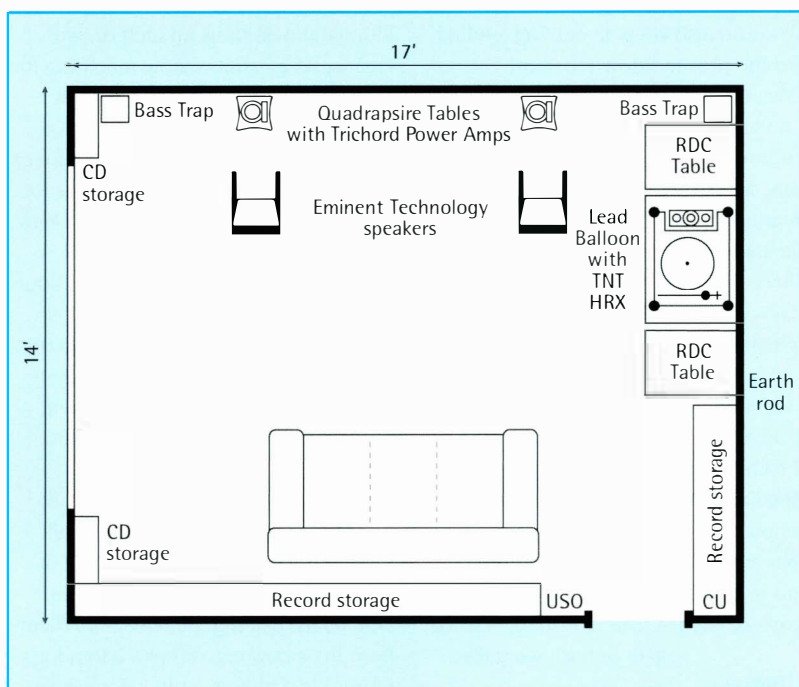 17'
14'
Bass Trap
Quadrapsire Tables
with Trichord Power Amps
Bass Trap
RDC
Table
CD
storage
Eminent Technology
speakers
Lead
Balloon
with
TNT
HRX
RDC
Table
Earth
rod
Record storage
CD
storage
Record storage
USO
CU